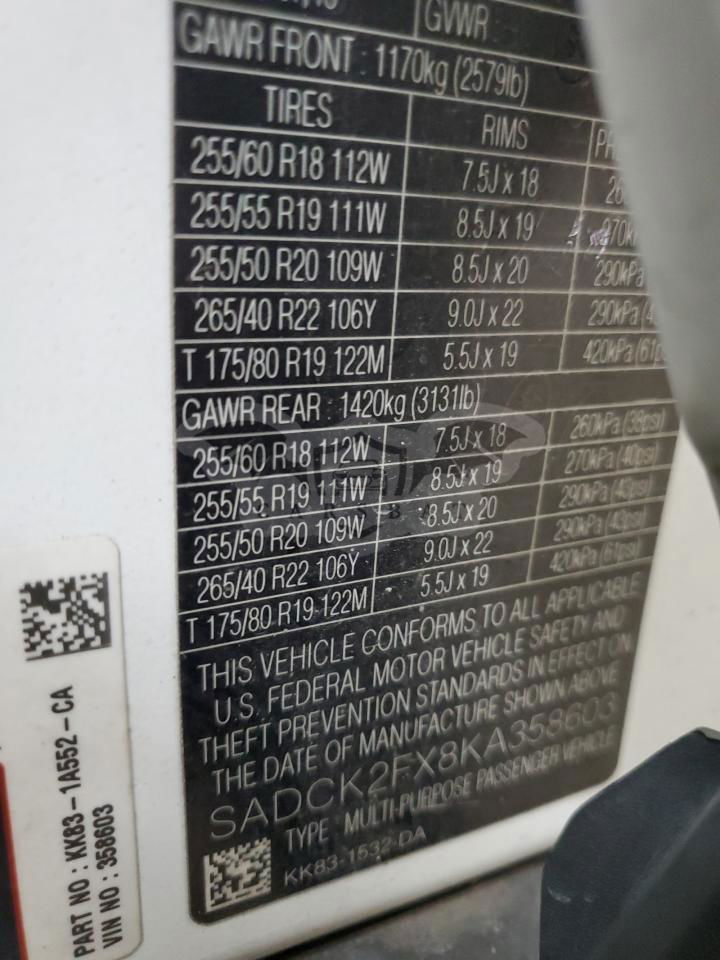 GVWR
GAWR FRONT : 1170kg (2579lb)
TIRES RIMS
255/60 R18 112W 7.5J x 18
255/55 R19 111W 8.5J x 19
255/50 R20 109W 8.5J x 20 290kPa
265/40 R22 106Y 9.0J x 22 290kPa
T 175/80 R19 122M 5.5J x 19 420kPa (61
GAWR REAR : 1420kg (3131lb)
255/60 R18 112W 7.5J x 18 260kPa (38psi)
255/55 R19 111W 8.5J x 19 270kPa (40psi)
255/50 R20 109W 8.5J x 20 290kPa (43psi)
265/40 R22 106Y 9.0J x 22 290kPa (43psi)
T 175/80 R19 122M 5.5J x 19 420kPa (61psi)
THIS VEHICLE CONFORMS TO ALL APPLICABLE
U.S. FEDERAL MOTOR VEHICLE SAFETY AND
THEFT PREVENTION STANDARDS IN EFFECT ON
THE DATE OF MANUFACTURE SHOWN ABOVE
SADCK2FX8KA358603
TYPE MULTI-PURPOSE PASSENGER VEHICLE
KK83-1532-DA
PART NO : KK83-1A552-CA
VIN NO : 358603